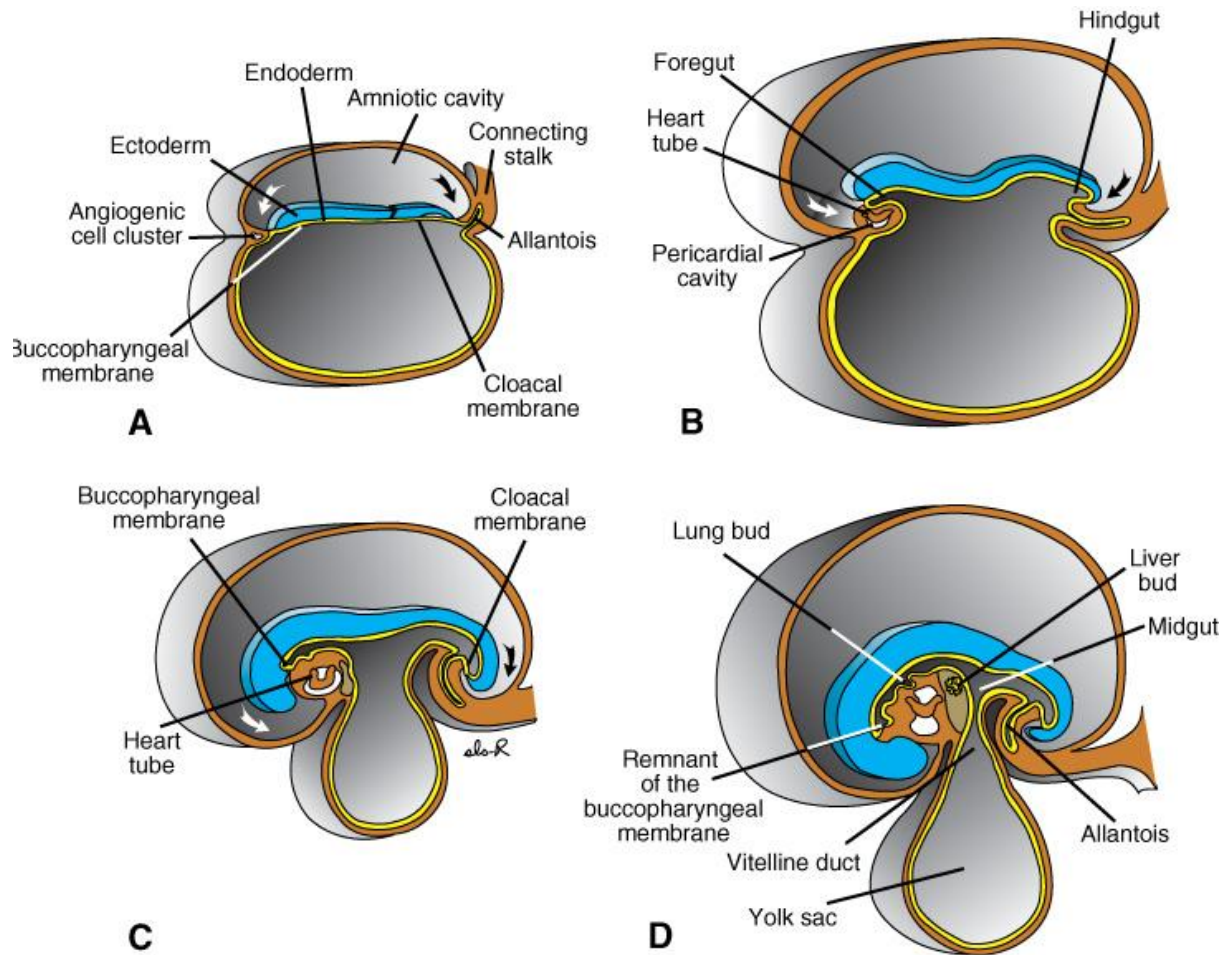 Endoderm
Amniotic cavity
Connecting
stalk
Ectoderm
Angiogenic
cell cluster
Allantois
Buccopharyngeal
membrane
Cloacal
membrane
A
Hindgut
Foregut
Heart
tube
Pericardial
cavity
B
Buccopharyngeal
membrane
Cloacal
membrane
Heart
tube
sls-R
C
Lung bud
Liver
bud
Midgut
Remnant
of the
buccopharyngeal
membrane
Vitelline duct
Allantois
Yolk sac
D